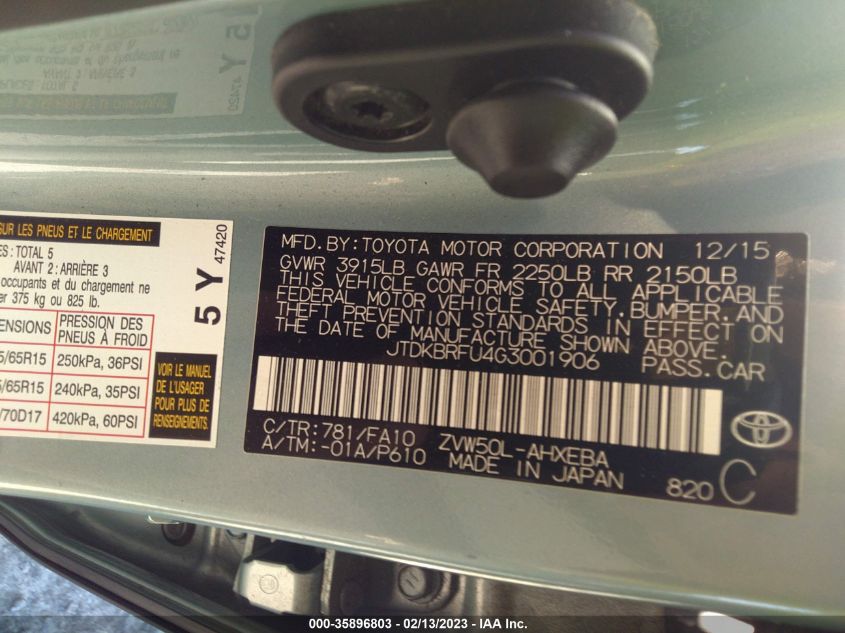 5 Y
47420
SUR LES PNEUS ET LE CHARGEMENT
: TOTAL 5
AVANT 2 : ARRIÈRE 3
occupants et du chargement ne
375 kg ou 825 lb.
PRESSION DES
PNEUS À FROID
/65R15 250kPa, 36PSI
/65R15 240kPa, 35PSI
/70D17 420kPa, 60PSI
VOIR LE MANUEL
DE L'USAGER
POUR PLUS DE
RENSEIGNEMENTS.
5 Y
47420
MFD. BY: TOYOTA MOTOR CORPORATION 12/15
GVWR 3915LB GAWR FR 2250LB RR 2150LB
THIS VEHICLE CONFORMS TO ALL APPLICABLE
FEDERAL MOTOR VEHICLE SAFETY, BUMPER, AND
THEFT PREVENTION STANDARDS IN EFFECT ON
THE DATE OF MANUFACTURE SHOWN ABOVE.
JTDKBRFU4G3001906 PASS. CAR
C/TR: 781/FA10 ZVW50L-AHXEBA
A/TM: -01A/P610 MADE IN JAPAN
820 C
000-35896803 - 02/13/2023 - IAA Inc.